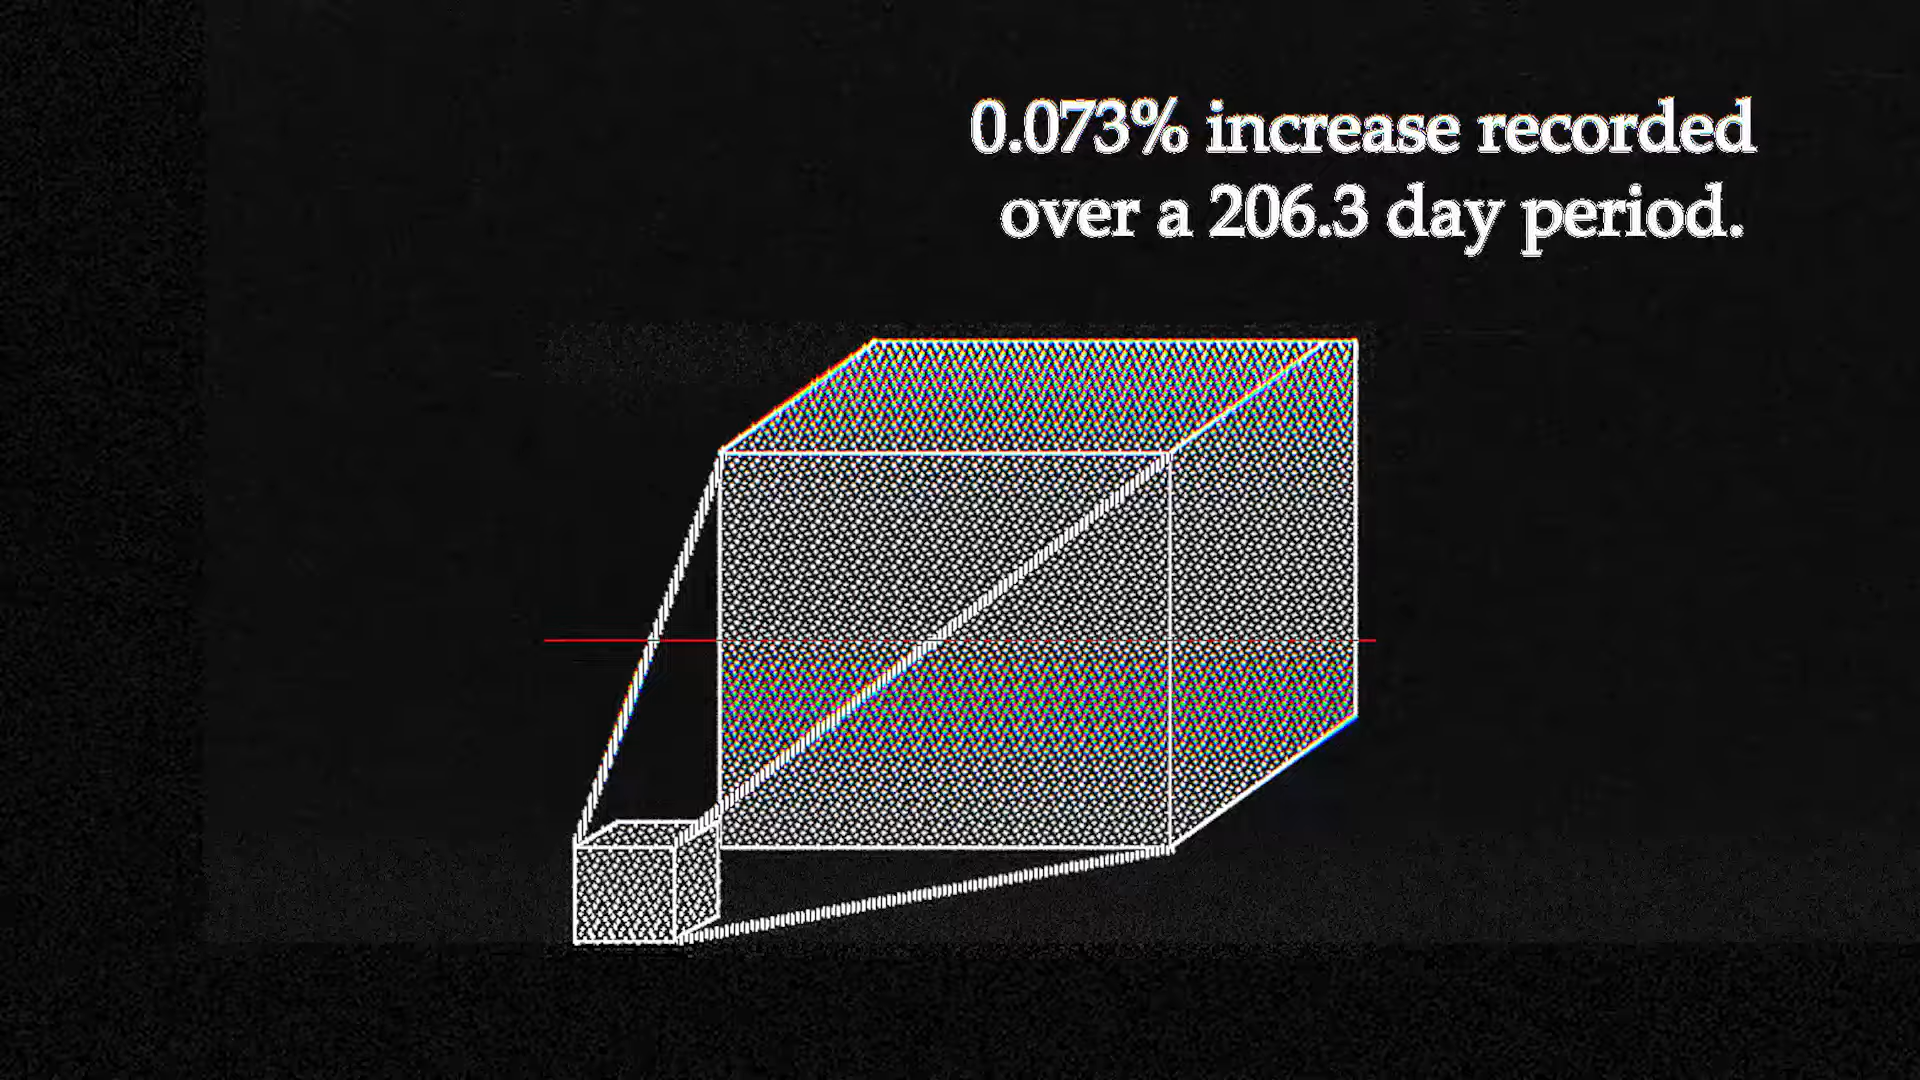 0.073% increase recorded
over a 206.3 day period.